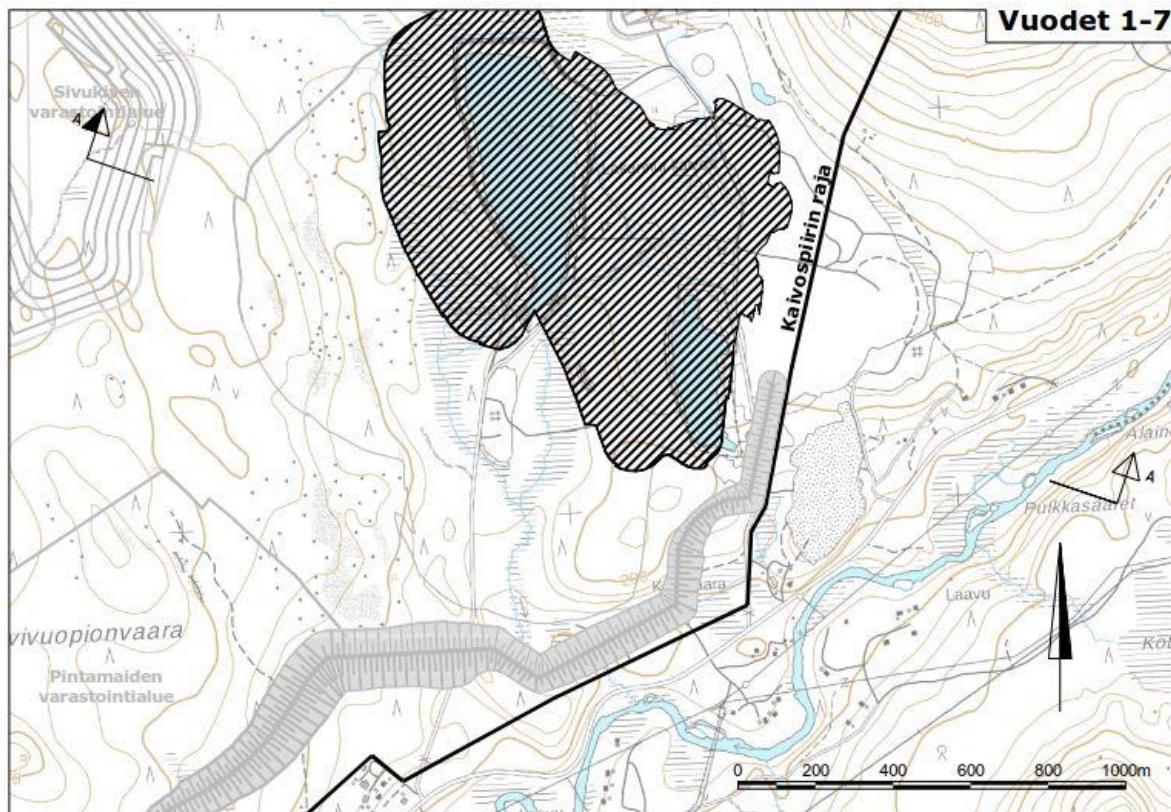 Vuodet 1-7
Sivukiven
varastointialue
A
Kaivospiirin raja
A
Pulkkasaaret
Laavu
vivuopionvaara
Pintamaiden
varastointialue
0 200 400 600 800 1000m